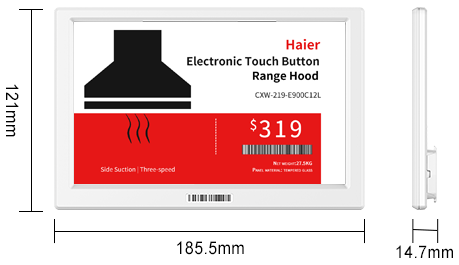 Haier
Electronic Touch Button
Range Hood
CXW-219-E900C12L
$319
Side Suction | Three-speed
Net weight:27.5KG
Panel material: tempered glass
121mm
185.5mm
14.7mm